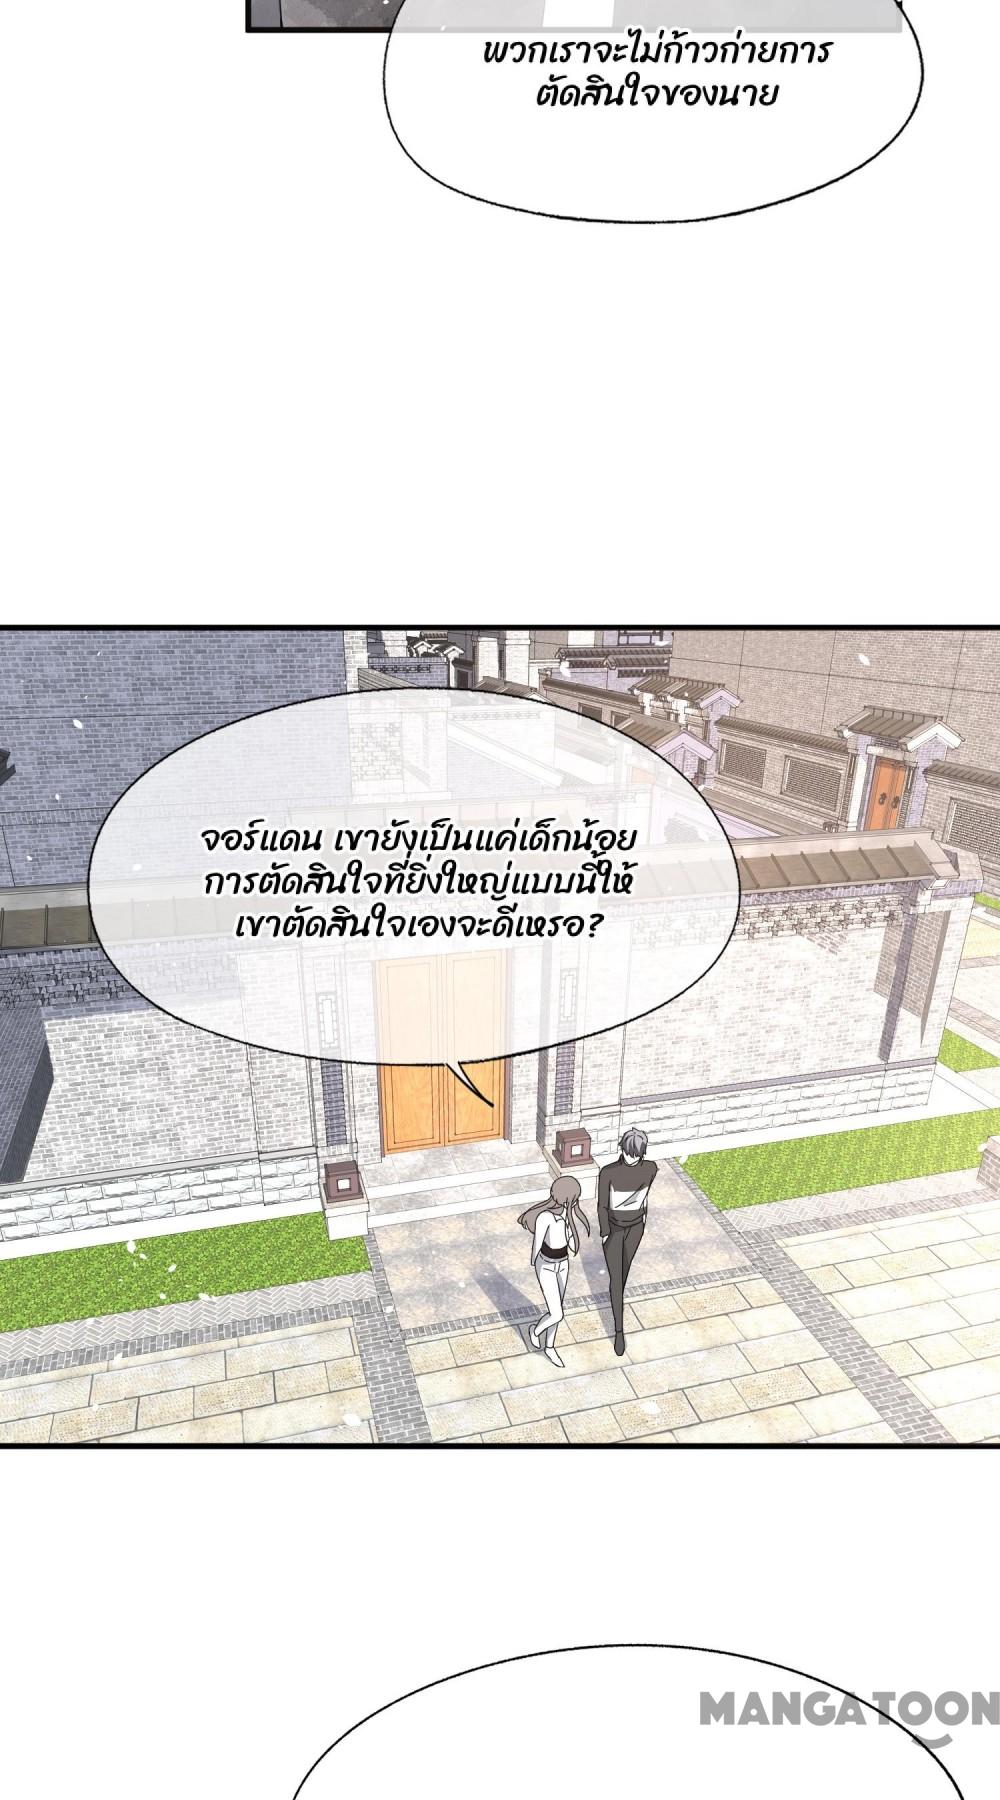 พวกเราจะไม่ก้าวก่ายการ
ตัดสินใจของนาย
จอร์แดน เขายังเป็นแค่เด็กน้อย
การตัดสินใจที่ยิ่งใหญ่แบบนี้ให้
เขาตัดสินใจเองจะดีเหรอ?
MANGATOON